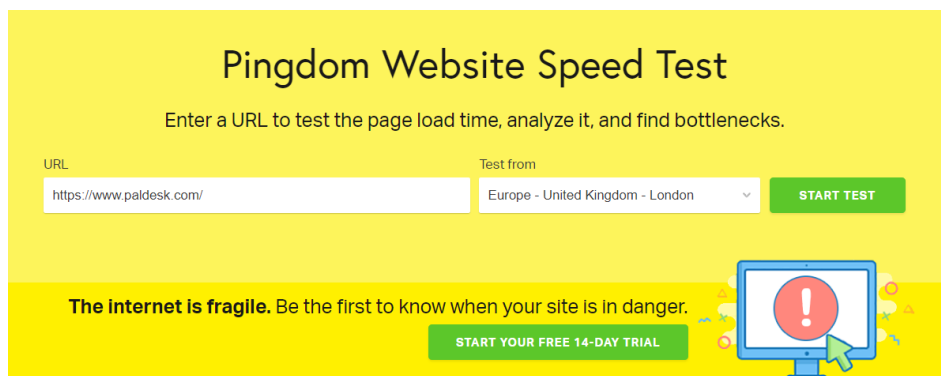 Pingdom Website Speed Test
Enter a URL to test the page load time, analyze it, and find bottlenecks.
URL
Test from
https://www.paldesk.com/
Europe - United Kingdom - London
START TEST
The internet is fragile. Be the first to know when your site is in danger.
START YOUR FREE 14-DAY TRIAL